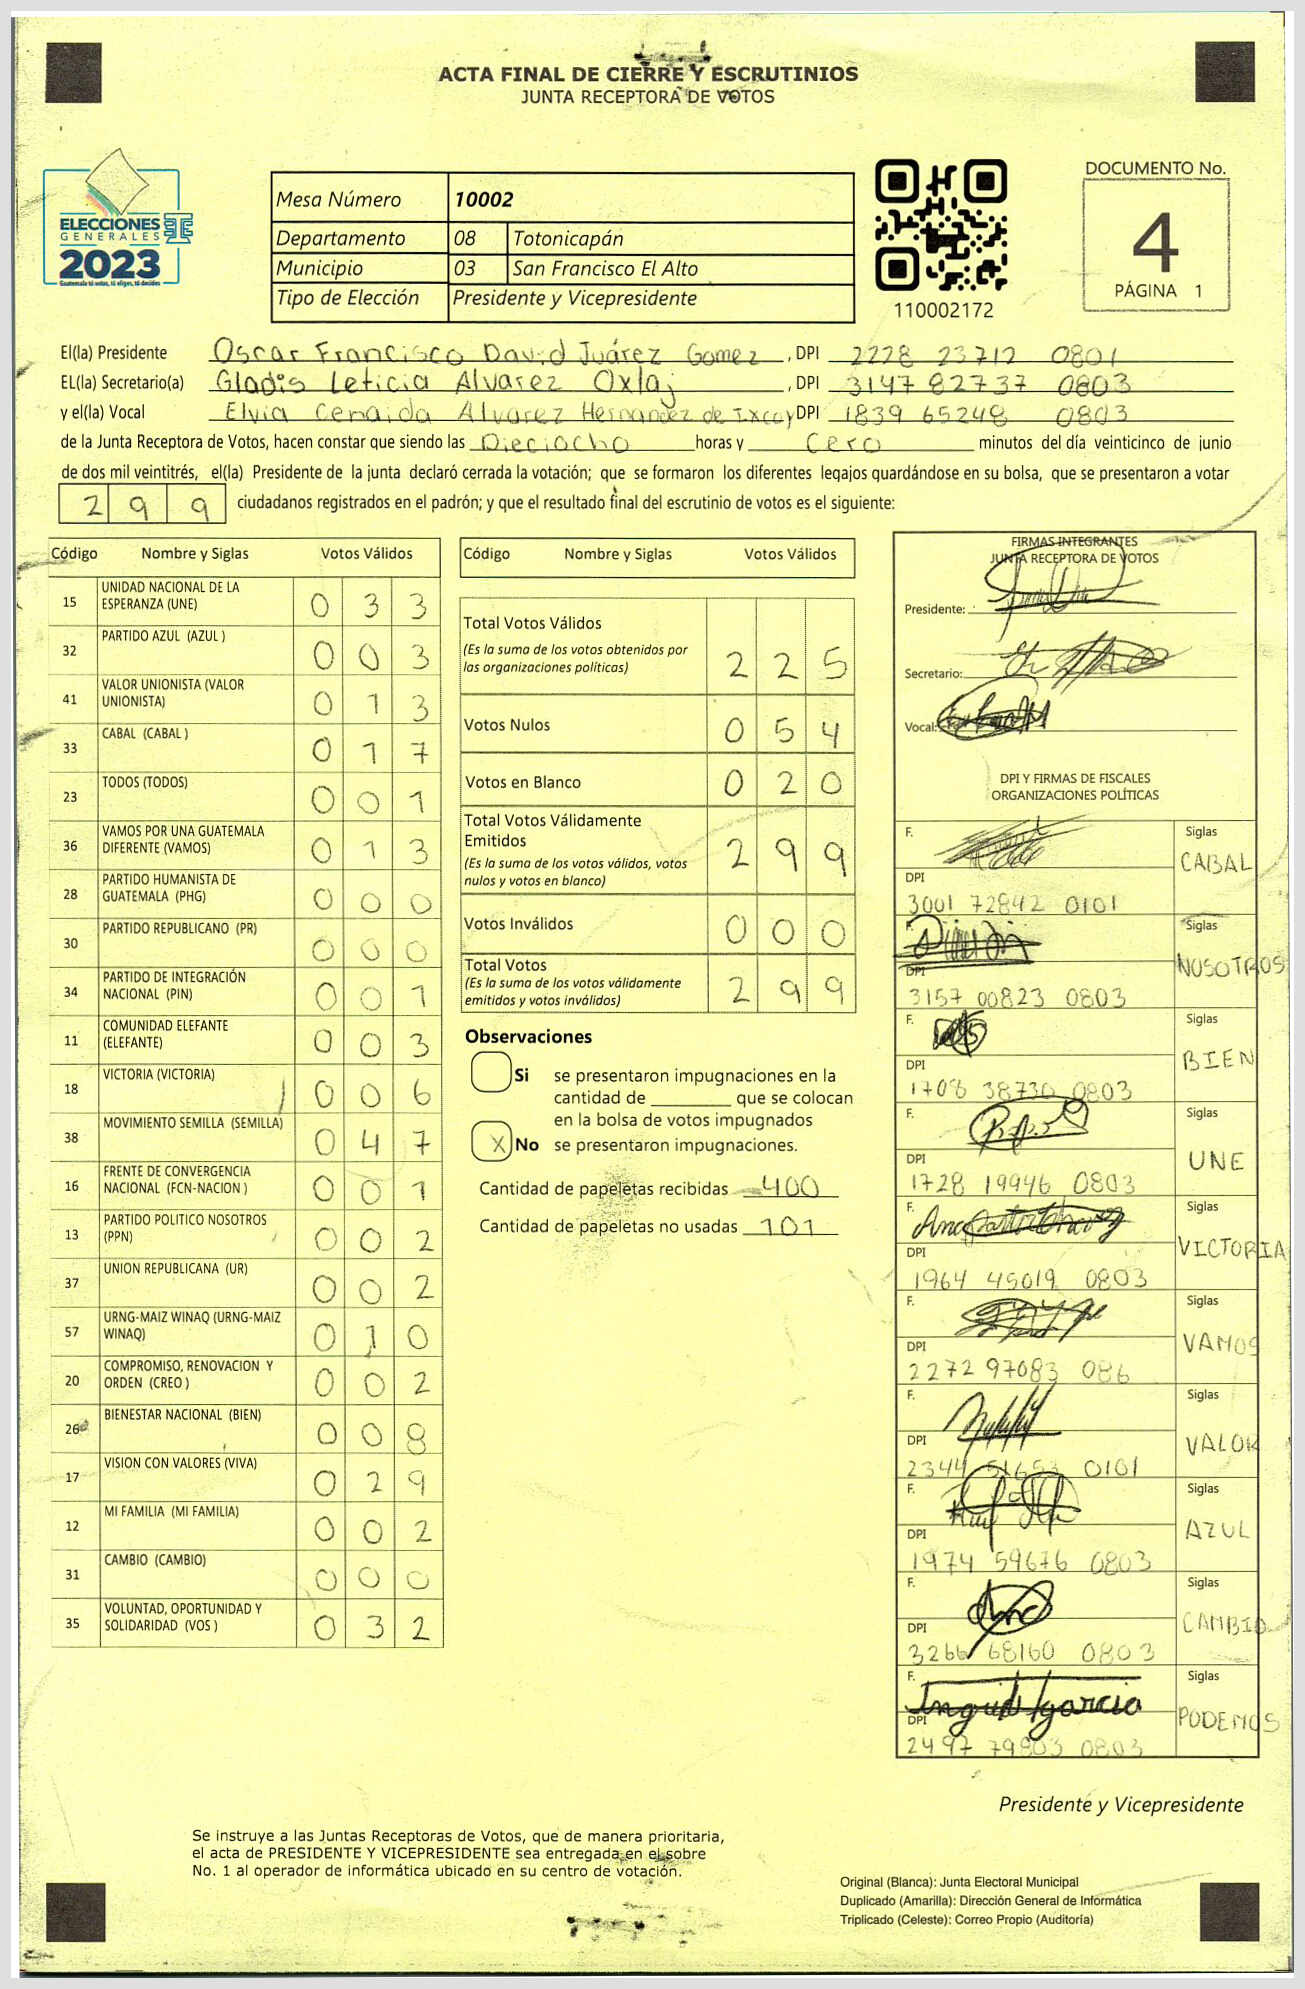 ACTA FINAL DE CIERRE Y ESCRUTINIOS
JUNTA RECEPTORA DE VOTOS
ELECCIONES
GENERALES
2023
Guatemala tú votas, tú eliges, tú decides
Mesa Número 10002
Departamento 08 Totonicapán
Municipio 03 San Francisco El Alto
Tipo de Elección Presidente y Vicepresidente
110002172
DOCUMENTO No.
4
PÁGINA 1
El(la) Presidente Oscar Francisco David Juárez Gomez, DPI 2228 23712 0801
EL(la) Secretario(a) Gladis Leticia Alvarez Oxlaj, DPI 3147 82737 0803
y el(la) Vocal Elvia Cenaida Alvarez Hernandez de Ixcoy DPI 1839 65248 0803
de la Junta Receptora de Votos, hacen constar que siendo las Dieciocho horas y Cero minutos del día veinticinco de junio
de dos mil veintitrés, el(la) Presidente de la junta declaró cerrada la votación; que se formaron los diferentes legajos quardándose en su bolsa, que se presentaron a votar
299 ciudadanos registrados en el padrón; y que el resultado final del escrutinio de votos es el siguiente:
Código Nombre y Siglas Votos Válidos
15 UNIDAD NACIONAL DE LA
ESPERANZA (UNE) 0 3 3
32 PARTIDO AZUL (AZUL ) 0 0 3
41 VALOR UNIONISTA (VALOR
UNIONISTA) 0 1 3
33 CABAL (CABAL ) 0 1 7
23 TODOS (TODOS) 0 0 1
36 VAMOS POR UNA GUATEMALA
DIFERENTE (VAMOS) 0 1 3
28 PARTIDO HUMANISTA DE
GUATEMALA (PHG) 0 0 0
30 PARTIDO REPUBLICANO (PR) 0 0 0
34 PARTIDO DE INTEGRACIÓN
NACIONAL (PIN) 0 0 1
11 COMUNIDAD ELEFANTE
(ELEFANTE) 0 0 3
18 VICTORIA (VICTORIA) 0 0 6
38 MOVIMIENTO SEMILLA (SEMILLA) 0 4 7
16 FRENTE DE CONVERGENCIA
NACIONAL (FCN-NACION ) 0 0 1
13 PARTIDO POLITICO NOSOTROS
(PPN) 0 0 2
37 UNION REPUBLICANA (UR) 0 0 2
57 URNG-MAIZ WINAQ (URNG-MAIZ
WINAQ) 0 1 0
20 COMPROMISO, RENOVACION Y
ORDEN (CREO ) 0 0 2
26 BIENESTAR NACIONAL (BIEN) 0 0 8
17 VISION CON VALORES (VIVA) 0 2 9
12 MI FAMILIA (MI FAMILIA) 0 0 2
31 CAMBIO (CAMBIO) 0 0 0
35 VOLUNTAD, OPORTUNIDAD Y
SOLIDARIDAD (VOS ) 0 3 2
Código Nombre y Siglas Votos Válidos
Total Votos Válidos
(Es la suma de los votos obtenidos por
las organizaciones políticas) 2 2 5
Votos Nulos 0 5 4
Votos en Blanco 0 2 0
Total Votos Válidamente
Emitidos
(Es la suma de los votos válidos, votos
nulos y votos en blanco) 2 9 9
Votos Inválidos 0 0 0
Total Votos
(Es la suma de los votos válidamente
emitidos y votos inválidos) 2 9 9
Observaciones
Si se presentaron impugnaciones en la
cantidad de ________ que se colocan
en la bolsa de votos impugnados
X No se presentaron impugnaciones.
Cantidad de papeletas recibidas 400
Cantidad de papeletas no usadas 101
FIRMAS INTEGRANTES
JUNTA RECEPTORA DE VOTOS
Presidente:
Secretario:
Vocal:
DPI Y FIRMAS DE FISCALES
ORGANIZACIONES POLÍTICAS
F. Siglas
CABAL
DPI
3001 72842 0101
F. Siglas
NOSOTROS
DPI
3157 00823 0803
F. Siglas
BIEN
DPI
1708 38730 0803
F. Siglas
UNE
DPI
1728 19946 0803
F. Siglas
VICTORIA
DPI
1964 45019 0803
F. Siglas
VAMOS
DPI
2272 97083 086
F. Siglas
VALOR
DPI
2344 51653 0101
F. Siglas
AZUL
DPI
1974 59676 0803
F. Siglas
CAMBIO
DPI
3266 68160 0803
F. Siglas
Ingrid garcia
PODEMOS
DPI
2497 79803 0803
Presidente y Vicepresidente
Se instruye a las Juntas Receptoras de Votos, que de manera prioritaria,
el acta de PRESIDENTE Y VICEPRESIDENTE sea entregada en el sobre
No. 1 al operador de informática ubicado en su centro de votación.
Original (Blanca): Junta Electoral Municipal
Duplicado (Amarilla): Dirección General de Informática
Triplicado (Celeste): Correo Propio (Auditoría)